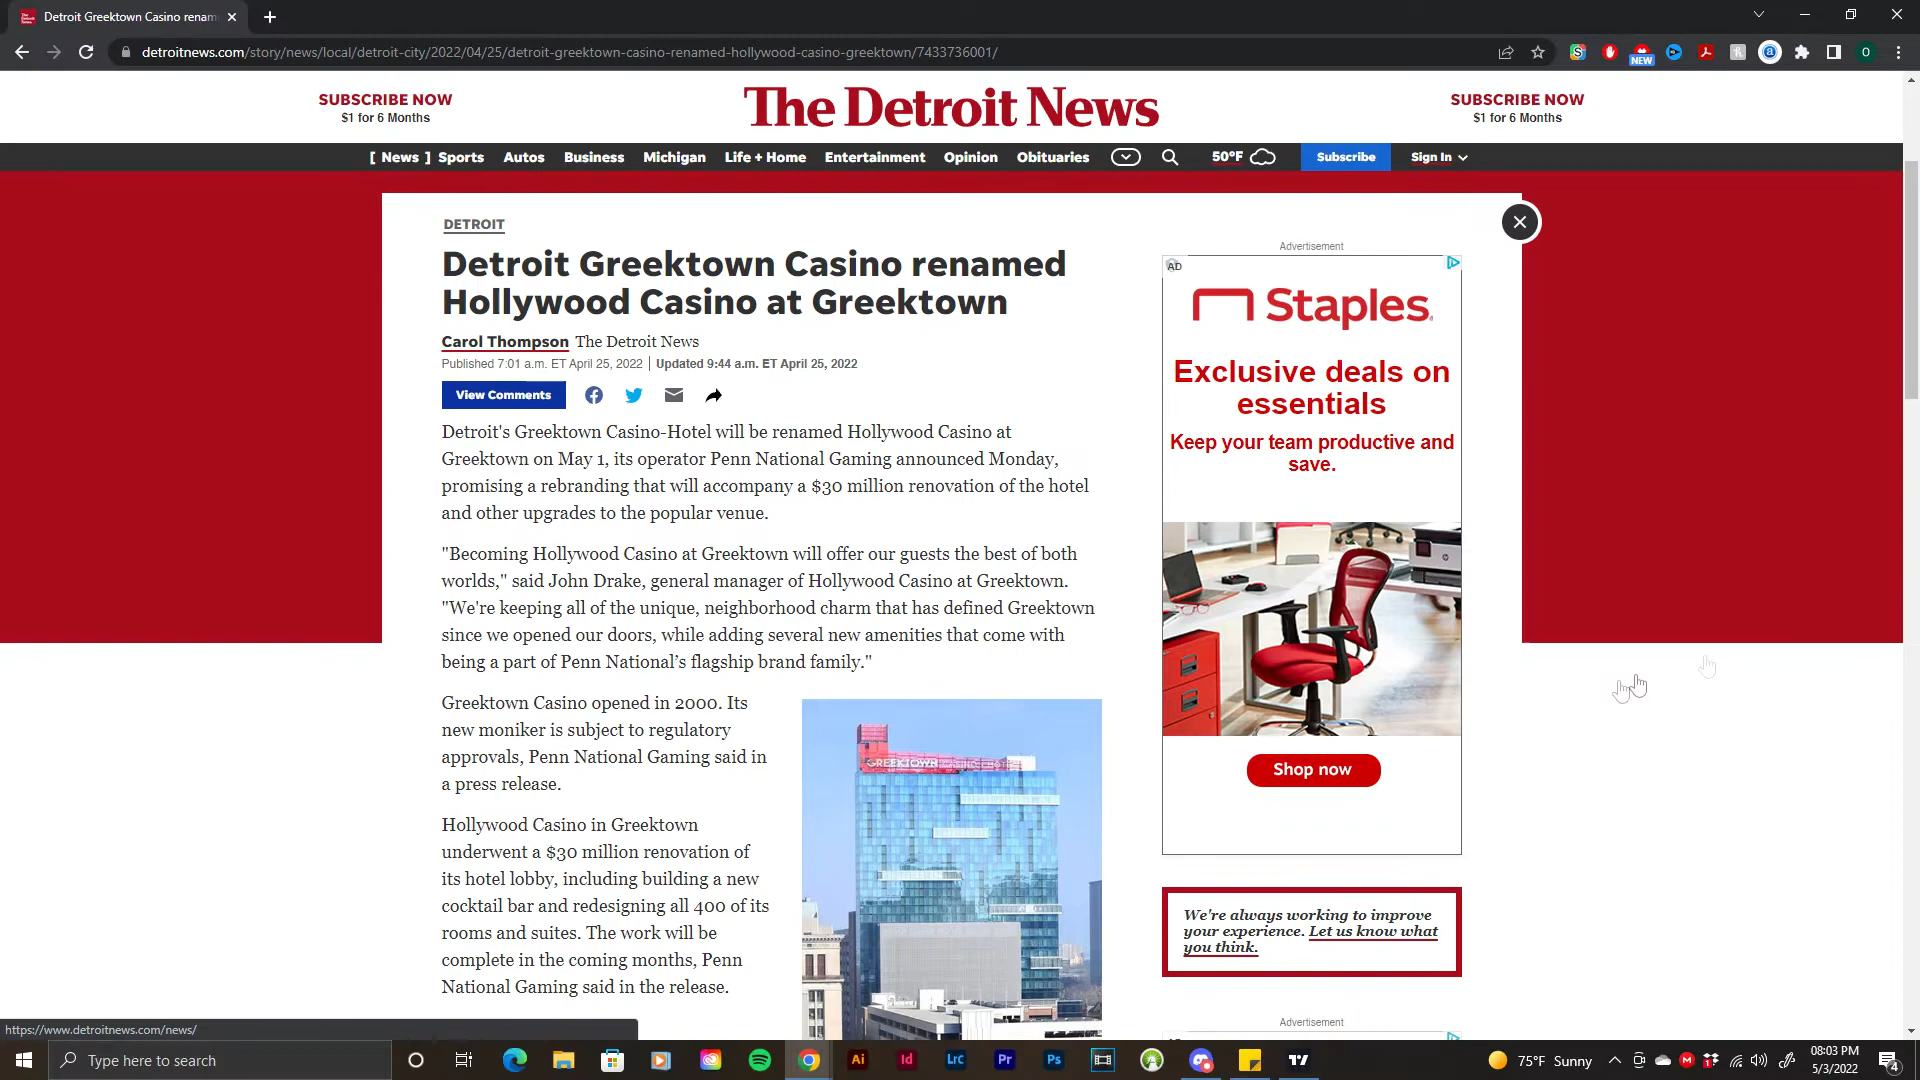 Detroit Greektown Casino renam
detroitnews.com/story/news/local/detroit-city/2022/04/25/detroit-greektown-casino-renamed-hollywood-casino-greektown/7433736001/
NEW
O
SUBSCRIBE NOW
$1 for 6 Months
The Detroit News
SUBSCRIBE NOW
$1 for 6 Months
[ News ] Sports Autos Business Michigan Life + Home Entertainment Opinion Obituaries 50°F Subscribe Sign In
DETROIT
Detroit Greektown Casino renamed
Hollywood Casino at Greektown
Carol Thompson The Detroit News
Published 7:01 a.m. ET April 25, 2022 | Updated 9:44 a.m. ET April 25, 2022
View Comments
Detroit's Greektown Casino-Hotel will be renamed Hollywood Casino at
Greektown on May 1, its operator Penn National Gaming announced Monday,
promising a rebranding that will accompany a $30 million renovation of the hotel
and other upgrades to the popular venue.
"Becoming Hollywood Casino at Greektown will offer our guests the best of both
worlds," said John Drake, general manager of Hollywood Casino at Greektown.
"We're keeping all of the unique, neighborhood charm that has defined Greektown
since we opened our doors, while adding several new amenities that come with
being a part of Penn National’s flagship brand family."
Greektown Casino opened in 2000. Its
new moniker is subject to regulatory
approvals, Penn National Gaming said in
a press release.
Hollywood Casino in Greektown
underwent a $30 million renovation of
its hotel lobby, including building a new
cocktail bar and redesigning all 400 of its
rooms and suites. The work will be
complete in the coming months, Penn
National Gaming said in the release.
GREEKTOWN CASINO HOTEL
Advertisement
AD
Staples.
Exclusive deals on
essentials
Keep your team productive and
save.
Shop now
We're always working to improve
your experience. Let us know what
you think.
Advertisement
https://www.detroitnews.com/news/
Type here to search
Ai
Id
LrC
Pr
Ps
75°F Sunny
08:03 PM
5/3/2022
4